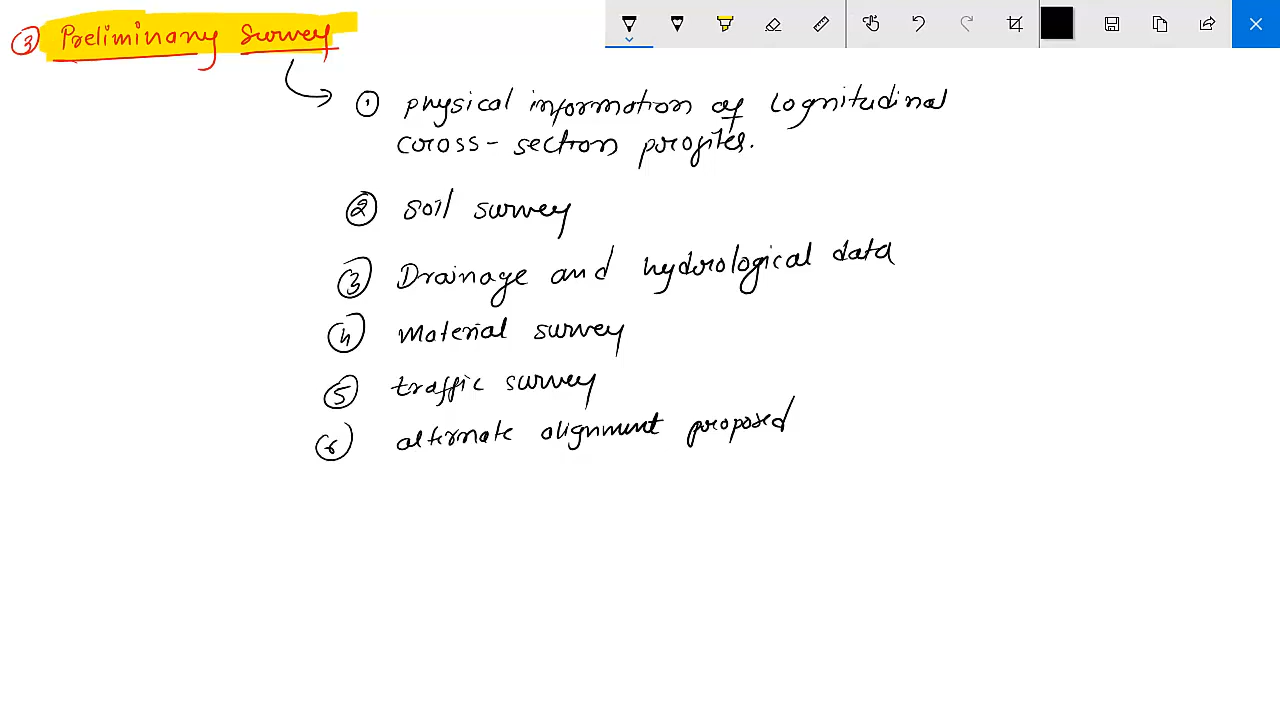 ③ Preliminary Survey
① physical information of Lognitudinal
cross-section profiles.
② soil survey
③ Drainage and hydrological data
④ material survey
⑤ traffic survey
⑥ alternate alignment proposed